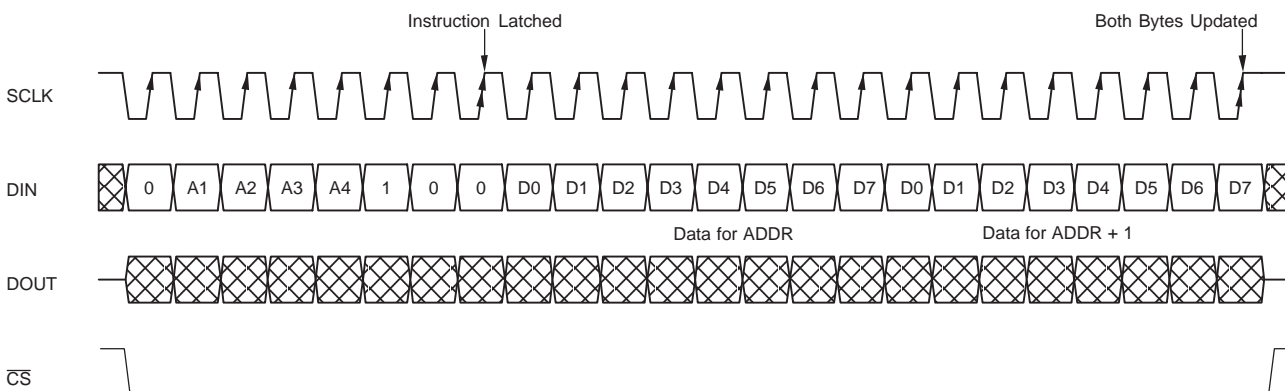 Instruction Latched Both Bytes Updated
SCLK
DIN 0 A1 A2 A3 A4 1 0 0 D0 D1 D2 D3 D4 D5 D6 D7 D0 D1 D2 D3 D4 D5 D6 D7
Data for ADDR Data for ADDR + 1
DOUT
CS